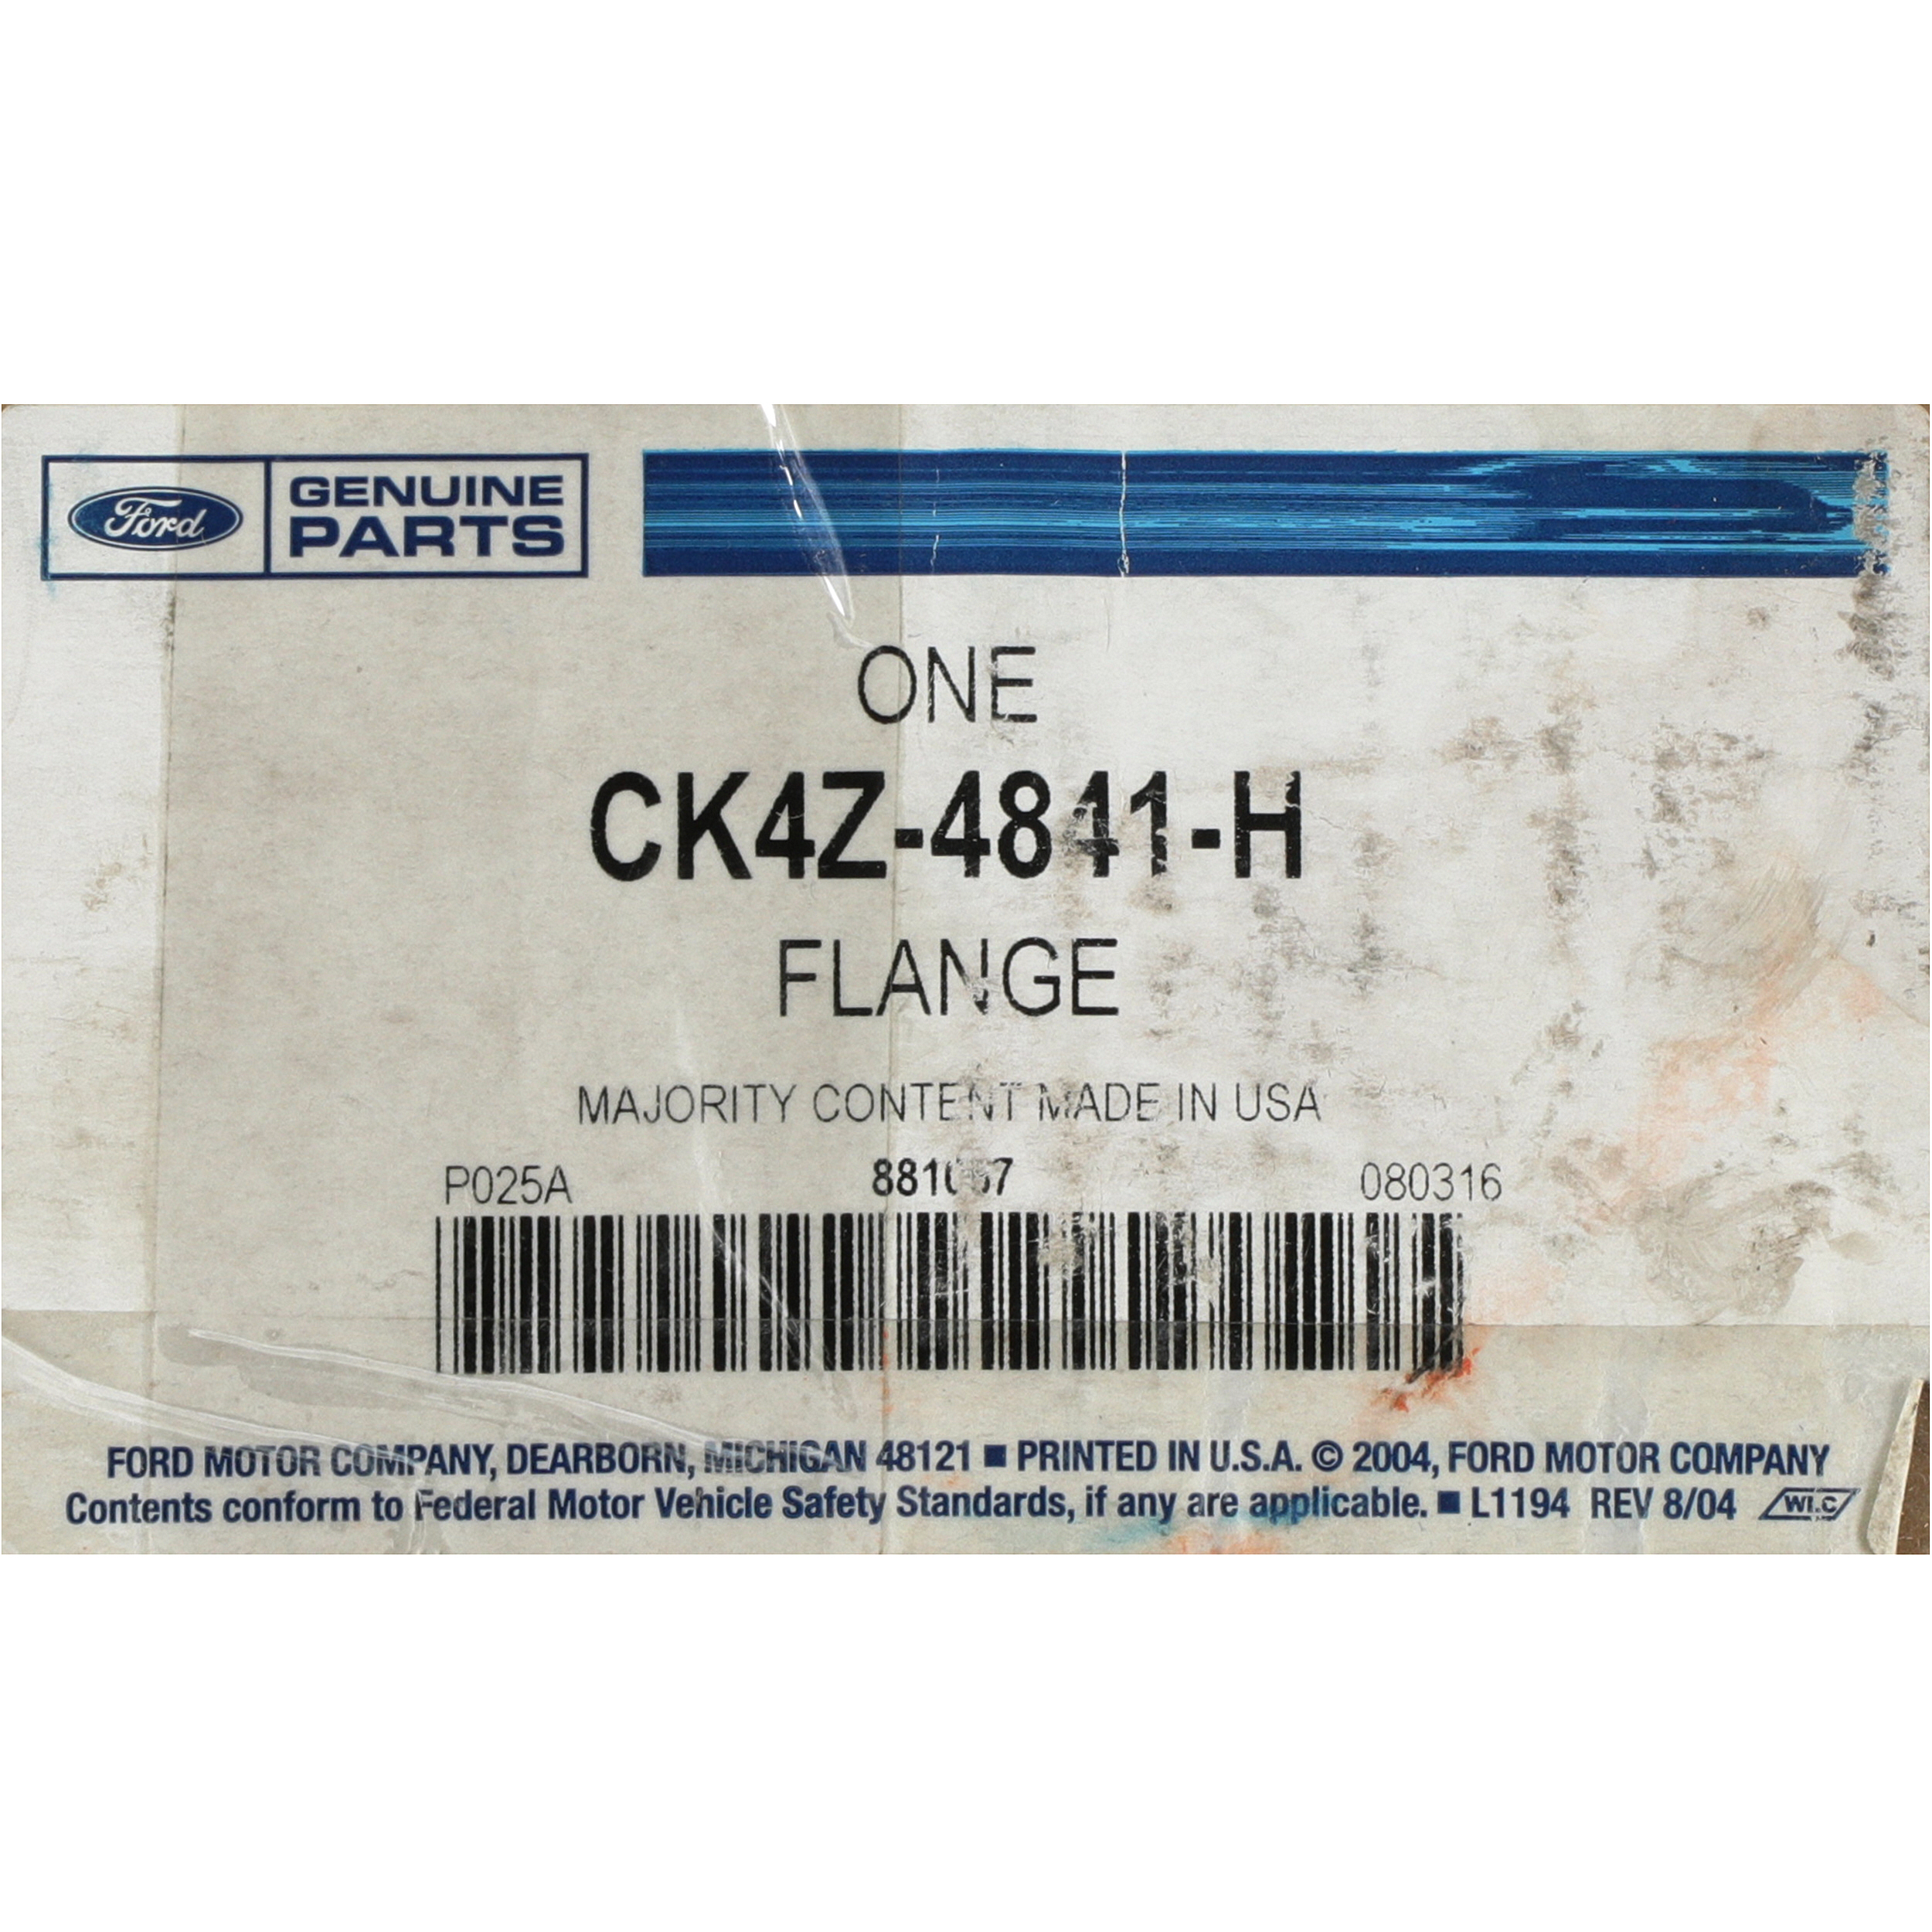 Ford GENUINE PARTS
ONE
CK4Z-4841-H
FLANGE
MAJORITY CONTENT MADE IN USA
P025A 080316
FORD MOTOR COMPANY, DEARBORN, MICHIGAN 48121 ■ PRINTED IN U.S.A. © 2004, FORD MOTOR COMPANY
Contents conform to Federal Motor Vehicle Safety Standards, if any are applicable. ■ L1194 REV 8/04